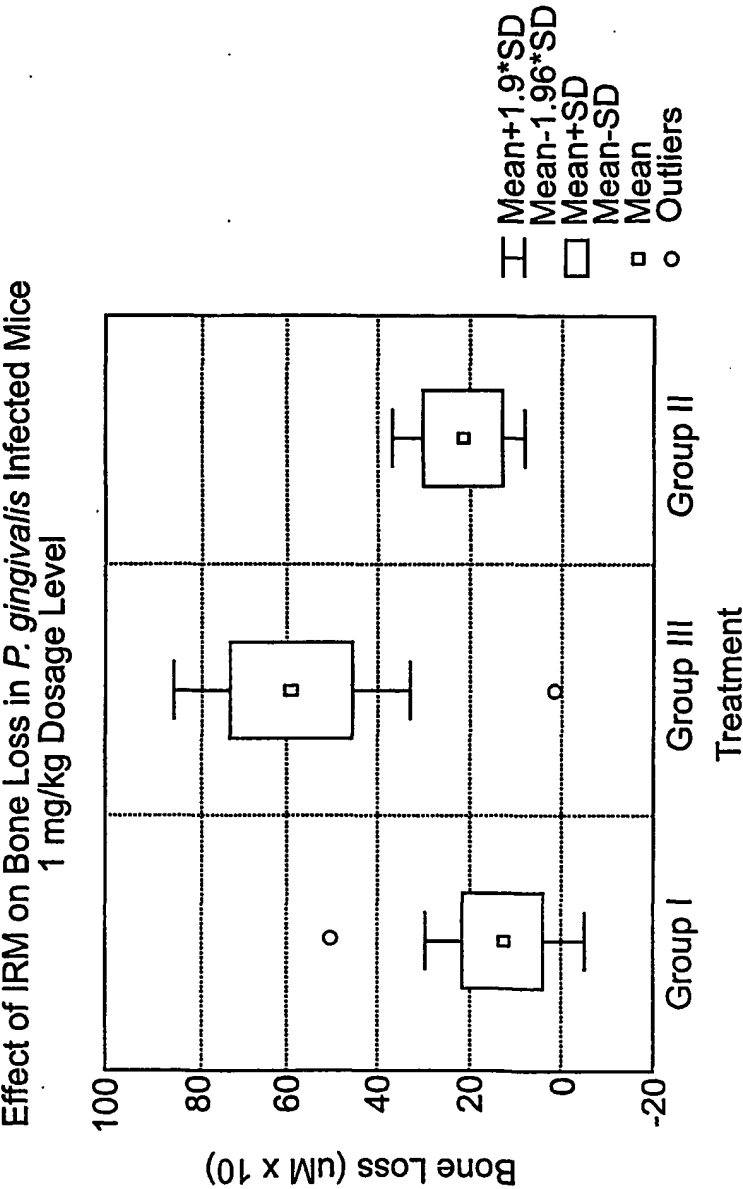 Effect of IRM on Bone Loss in P. gingivalis Infected Mice
1 mg/kg Dosage Level
Bone Loss (uM x 10)
100
80
60
40
20
0
-20
Group I
Group III
Group II
Treatment
Mean+1.9*SD
Mean-1.96*SD
Mean+SD
Mean-SD
Mean
Outliers